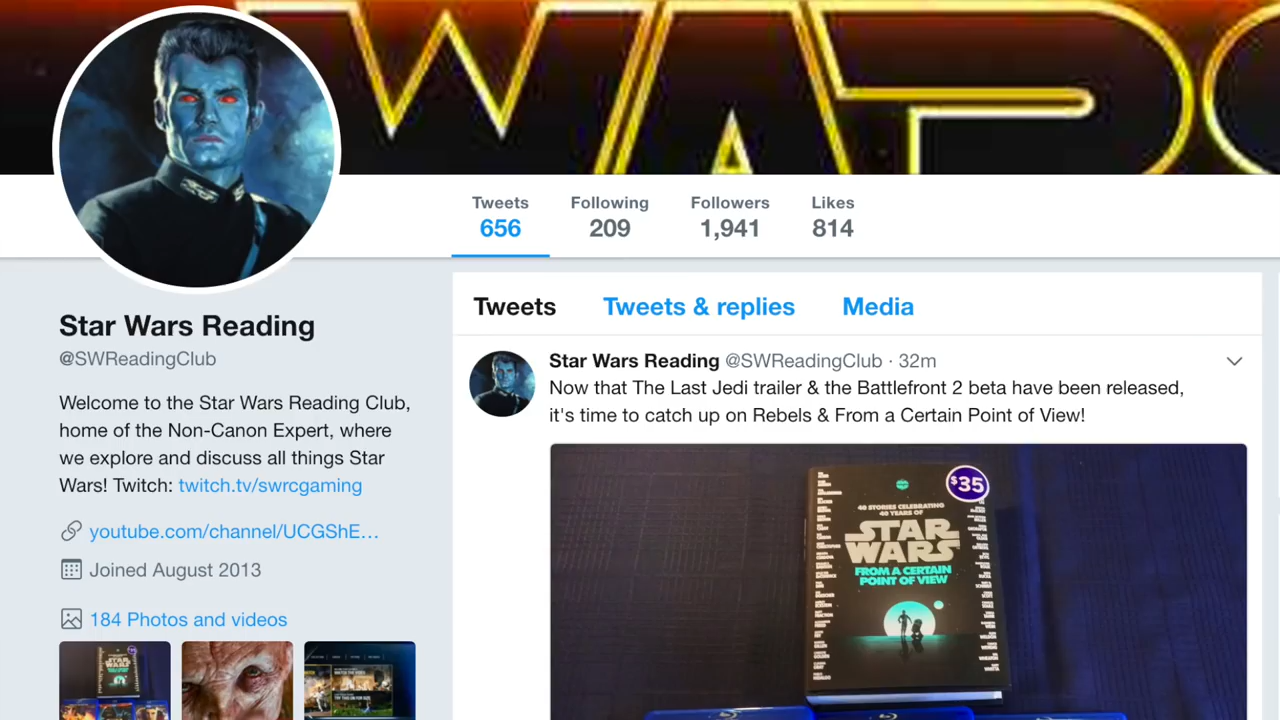 WARS
Tweets Following Followers Likes
656 209 1,941 814
Tweets Tweets & replies Media
Star Wars Reading
@SWReadingClub
Welcome to the Star Wars Reading Club,
home of the Non-Canon Expert, where
we explore and discuss all things Star
Wars! Twitch: twitch.tv/swrcgaming
youtube.com/channel/UCGShE…
Joined August 2013
184 Photos and videos
Star Wars Reading @SWReadingClub · 32m
Now that The Last Jedi trailer & the Battlefront 2 beta have been released,
it's time to catch up on Rebels & From a Certain Point of View!
$35
40 STORIES CELEBRATING
40 YEARS OF
STAR
WARS
FROM A CERTAIN
POINT OF VIEW
STAR
WARS